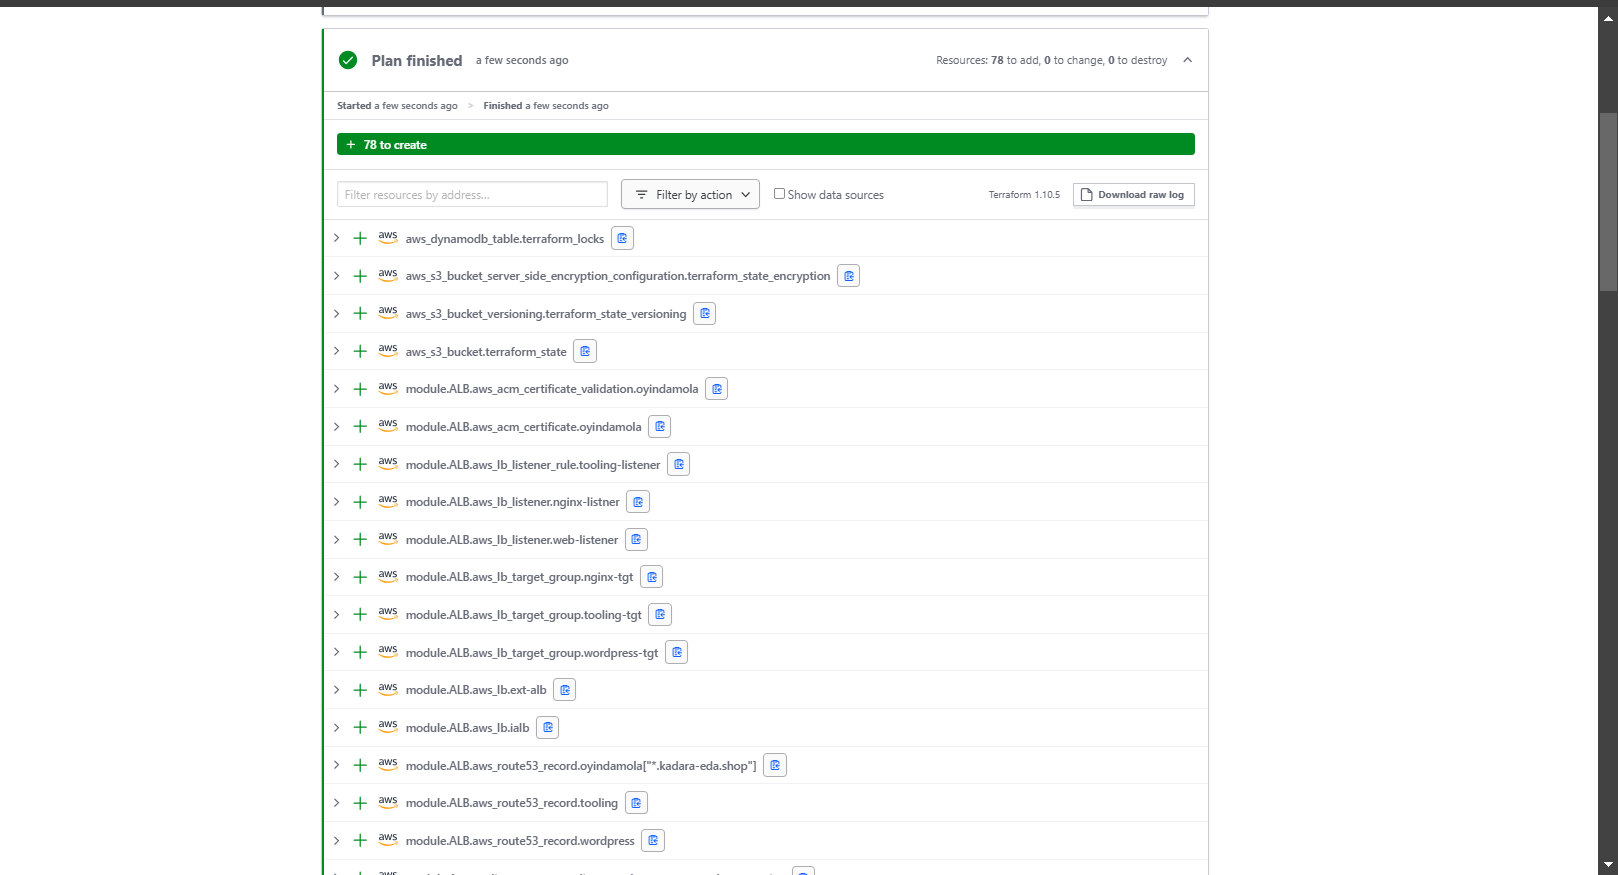 Plan finished a few seconds ago Resources: 78 to add, 0 to change, 0 to destroy
Started a few seconds ago > Finished a few seconds ago
+ 78 to create
Filter resources by address... Filter by action Show data sources Terraform 1.10.5 Download raw log
aws aws_dynamodb_table.terraform_locks
aws aws_s3_bucket_server_side_encryption_configuration.terraform_state_encryption
aws aws_s3_bucket_versioning.terraform_state_versioning
aws aws_s3_bucket.terraform_state
aws module.ALB.aws_acm_certificate_validation.oyindamola
aws module.ALB.aws_acm_certificate.oyindamola
aws module.ALB.aws_lb_listener_rule.tooling-listener
aws module.ALB.aws_lb_listener.nginx-listner
aws module.ALB.aws_lb_listener.web-listener
aws module.ALB.aws_lb_target_group.nginx-tgt
aws module.ALB.aws_lb_target_group.tooling-tgt
aws module.ALB.aws_lb_target_group.wordpress-tgt
aws module.ALB.aws_lb.ext-alb
aws module.ALB.aws_lb.ialb
aws module.ALB.aws_route53_record.oyindamola["*.kadara-eda.shop"]
aws module.ALB.aws_route53_record.tooling
aws module.ALB.aws_route53_record.wordpress
aws